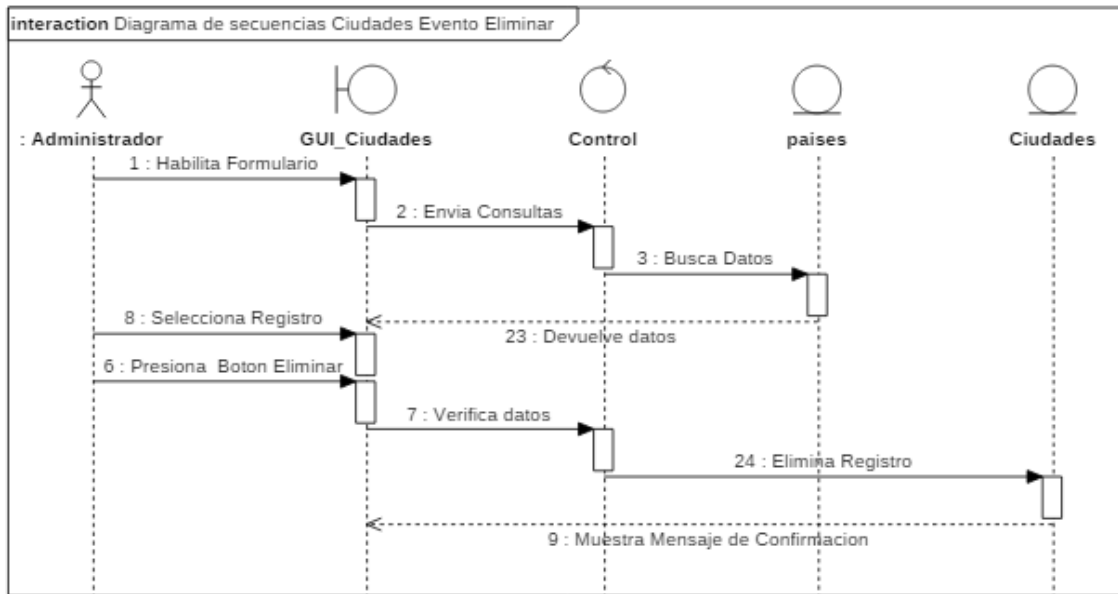 interaction Diagrama de secuencias Ciudades Evento Eliminar
: Administrador
GUI_Ciudades
Control
paises
Ciudades
1 : Habilita Formulario
2 : Envia Consultas
3 : Busca Datos
8 : Selecciona Registro
23 : Devuelve datos
6 : Presiona  Boton Eliminar
7 : Verifica datos
24 : Elimina Registro
9 : Muestra Mensaje de Confirmacion